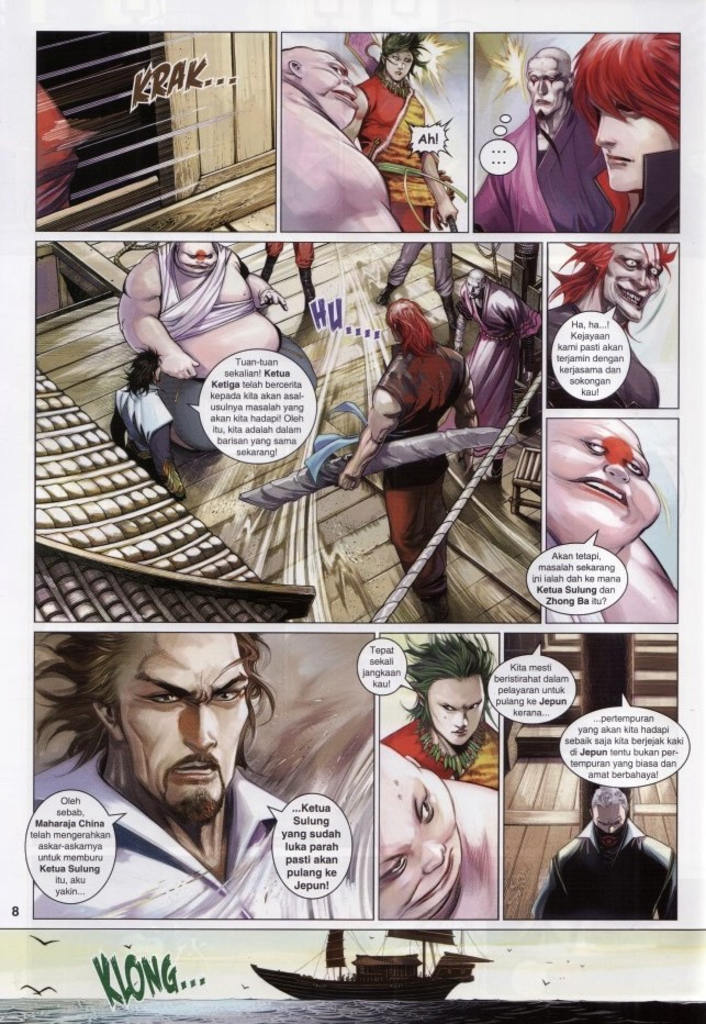 KRAK...
Ah!
...
HU....
Tuan-tuan
sekalian! Ketua
Ketiga telah bercerita
kepada kita akan asal-
usulnya masalah yang
akan kita hadapi! Oleh
itu, kita adalah dalam
barisan yang sama
sekarang!
Ha, ha...!
Kejayaan
kami pasti akan
terjamin dengan
kerjasama dan
sokongan
kau!
Akan tetapi,
masalah sekarang
ini ialah dah ke mana
Ketua Sulung dan
Zhong Ba itu?
Oleh
sebab,
Maharaja China
telah mengerahkan
askar-askarnya
untuk memburu
Ketua Sulung
itu, aku
yakin...
...Ketua
Sulung
yang sudah
luka parah
pasti akan
pulang ke
Jepun!
Tepat
sekali
jangkaan
kau!
Kita mesti
beristirahat dalam
pelayaran untuk
pulang ke Jepun
kerana...
...pertempuran
yang akan kita hadapi
sebaik saja kita berjejak kaki
di Jepun tentu bukan per-
tempuran yang biasa dan
amat berbahaya!
8
KLONG...